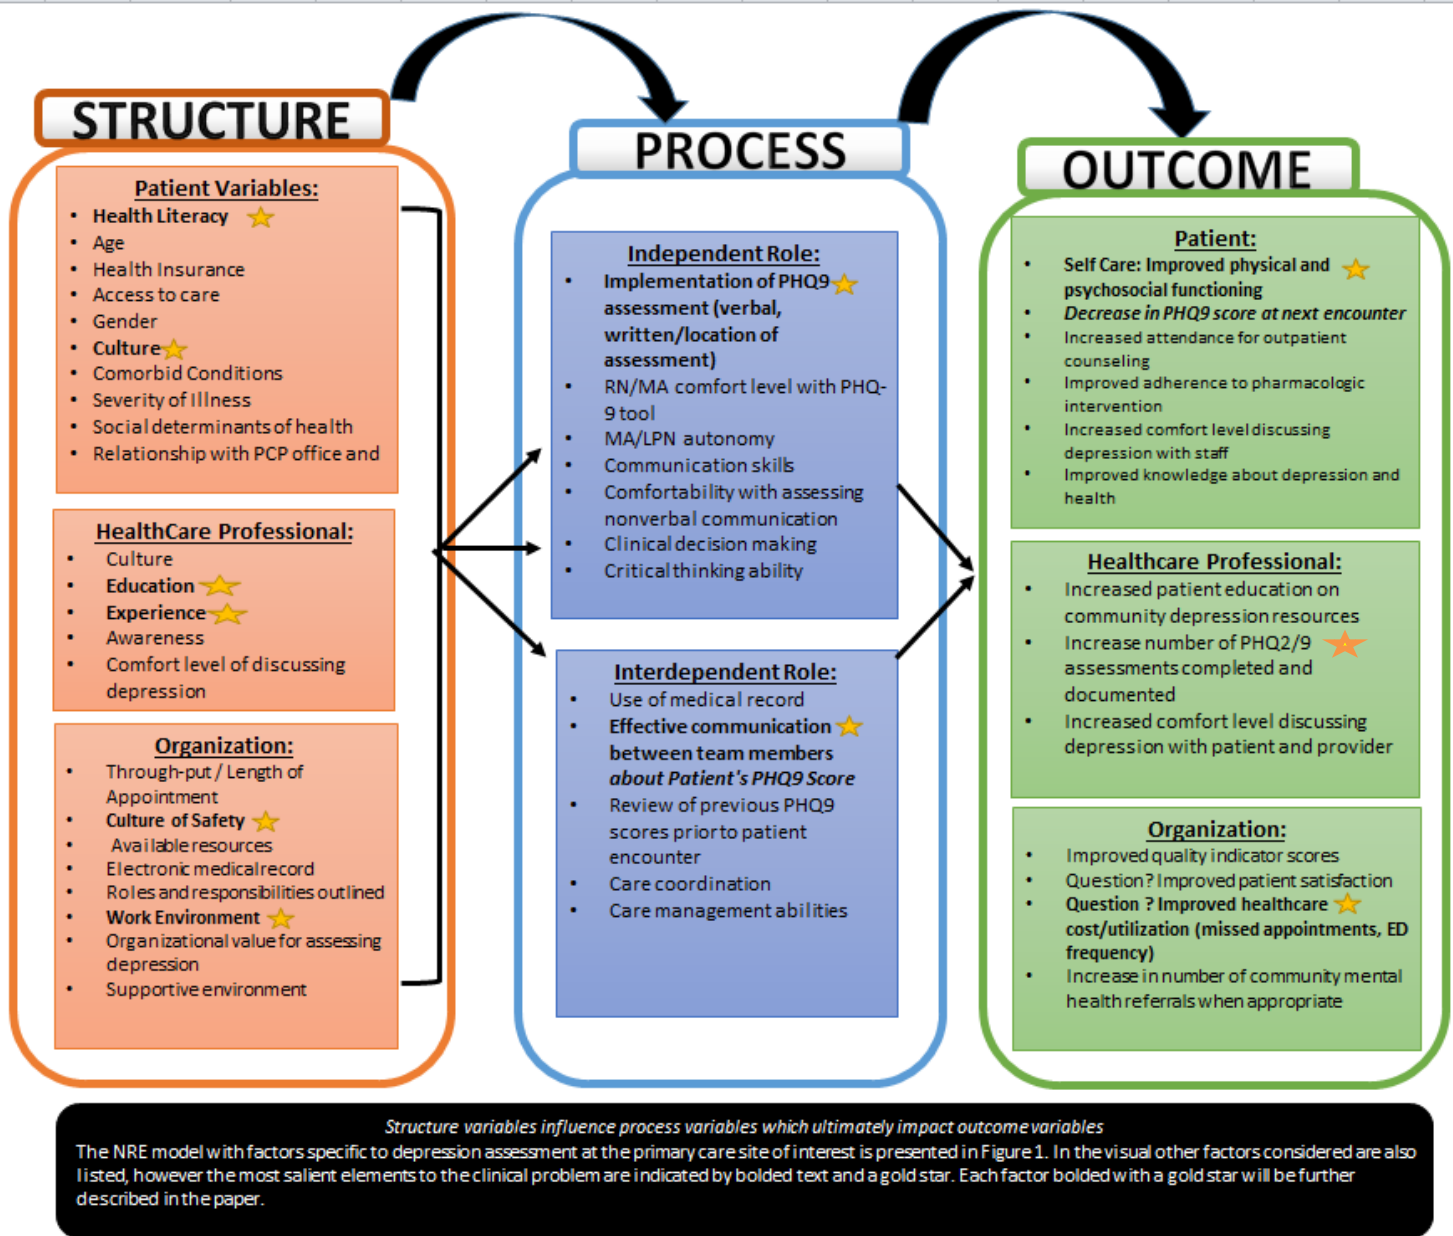 STRUCTURE
Patient Variables:
• Health Literacy
• Age
• Health Insurance
• Access to care
• Gender
• Culture
• Comorbid Conditions
• Severity of Illness
• Social determinants of health
• Relationship with PCP office and
HealthCare Professional:
• Culture
• Education
• Experience
• Awareness
• Comfort level of discussing
depression
Organization:
• Through-put / Length of
Appointment
• Culture of Safety
• Available resources
• Electronic medical record
• Roles and responsibilities outlined
• Work Environment
• Organizational value for assessing
depression
• Supportive environment
PROCESS
Independent Role:
• Implementation of PHQ9
assessment (verbal,
written/location of
assessment)
• RN/MA comfort level with PHQ-
9 tool
• MA/LPN autonomy
• Communication skills
• Comfortability with assessing
nonverbal communication
• Clinical decision making
• Critical thinking ability
Interdependent Role:
• Use of medical record
• Effective communication
between team members
about Patient's PHQ9 Score
• Review of previous PHQ9
scores prior to patient
encounter
• Care coordination
• Care management abilities
OUTCOME
Patient:
• Self Care: Improved physical and
psychosocial functioning
• Decrease in PHQ9 score at next encounter
• Increased attendance for outpatient
counseling
• Improved adherence to pharmacologic
intervention
• Increased comfort level discussing
depression with staff
• Improved knowledge about depression and
health
Healthcare Professional:
• Increased patient education on
community depression resources
• Increase number of PHQ2/9
assessments completed and
documented
• Increased comfort level discussing
depression with patient and provider
Organization:
• Improved quality indicator scores
• Question? Improved patient satisfaction
• Question ? Improved healthcare
cost/utilization (missed appointments, ED
frequency)
• Increase in number of community mental
health referrals when appropriate
Structure variables influence process variables which ultimately impact outcome variables
The NRE model with factors specific to depression assessment at the primary care site of interest is presented in Figure 1. In the visual other factors considered are also
listed, however the most salient elements to the clinical problem are indicated by bolded text and a gold star. Each factor bolded with a gold star will be further
described in the paper.